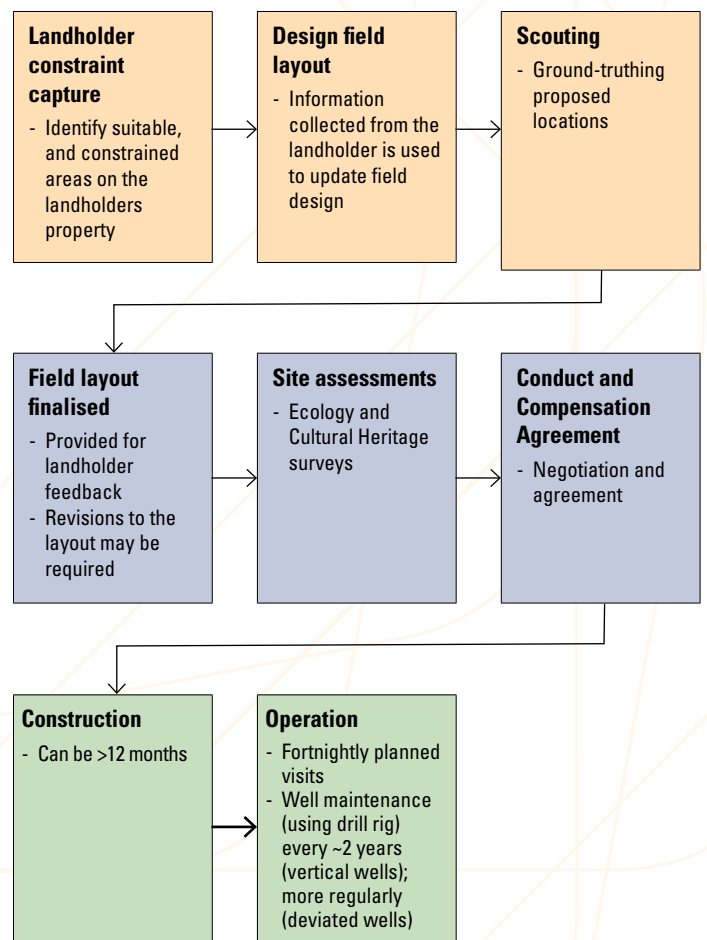 Landholder
constraint
capture
- Identify suitable,
and constrained
areas on the
landholders
property
Design field
layout
- Information
collected from the
landholder is used
to update field
design
Scouting
- Ground-truthing
proposed
locations
Field layout
finalised
- Provided for
landholder
feedback
- Revisions to the
layout may be
required
Site assessments
- Ecology and
Cultural Heritage
surveys
Conduct and
Compensation
Agreement
- Negotiation and
agreement
Construction
- Can be >12 months
Operation
- Fortnightly planned
visits
- Well maintenance
(using drill rig)
every ~2 years
(vertical wells);
more regularly
(deviated wells)